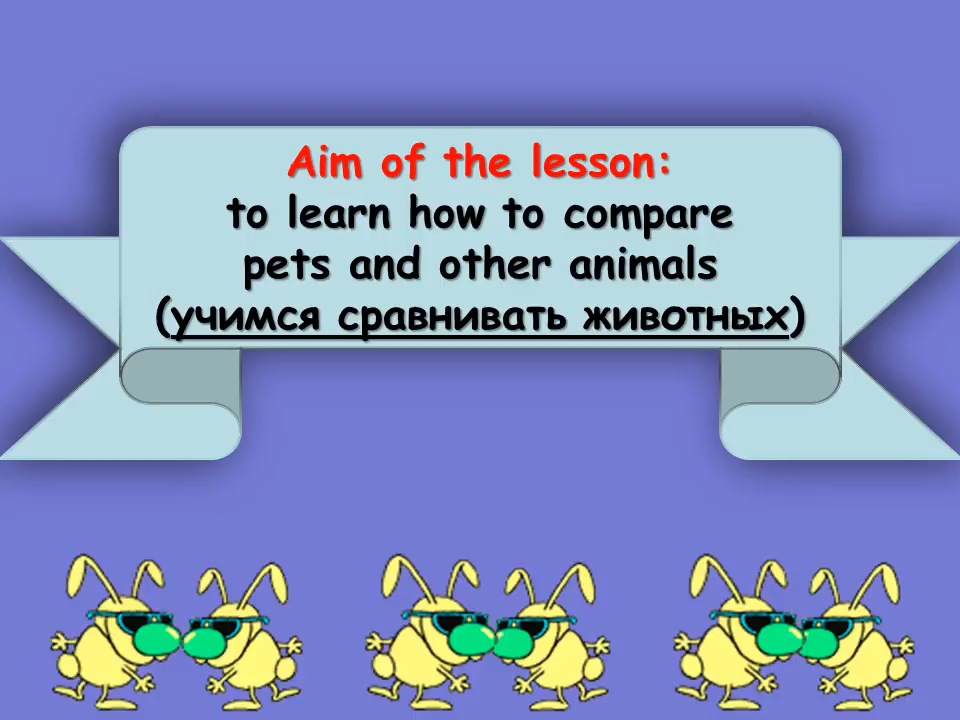 Aim of the lesson:
to learn how to compare
pets and other animals
(учимся сравнивать животных)